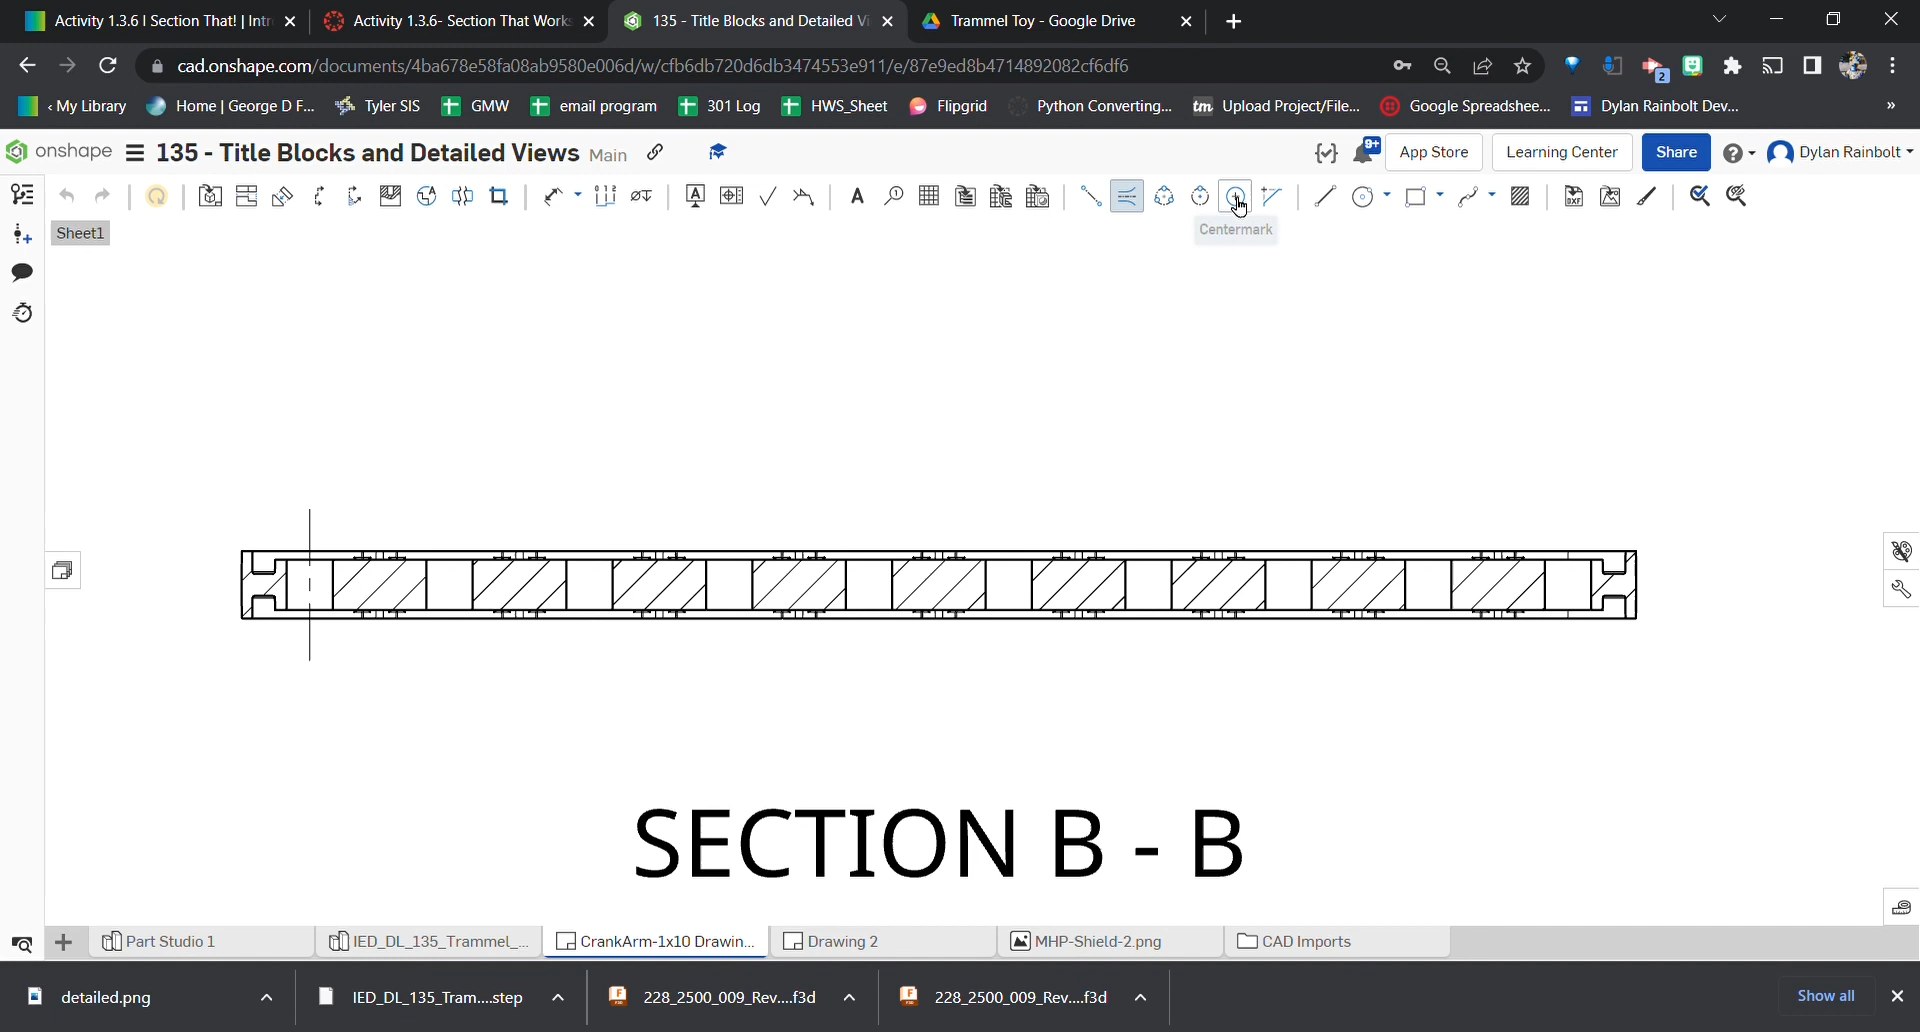 Activity 1.3.6 I Section That! | Intr
Activity 1.3.6- Section That Works
135 - Title Blocks and Detailed Vi
Trammel Toy - Google Drive
cad.onshape.com/documents/4ba678e58fa08ab9580e006d/w/cfb6db720d6db3474553e911/e/87e9ed8b4714892082cf6df6
2
‹ My Library
Home | George D F...
Tyler SIS
GMW
email program
301 Log
HWS_Sheet
Flipgrid
Python Converting...
tm Upload Project/File...
Google Spreadshee...
Dylan Rainbolt Dev...
»
onshape
135 - Title Blocks and Detailed Views Main
9+
App Store
Learning Center
Share
Dylan Rainbolt
Sheet1
Centermark
SECTION B - B
Part Studio 1
IED_DL_135_Trammel_...
CrankArm-1x10 Drawin...
Drawing 2
MHP-Shield-2.png
CAD Imports
detailed.png
IED_DL_135_Tram....step
228_2500_009_Rev....f3d
228_2500_009_Rev....f3d
Show all